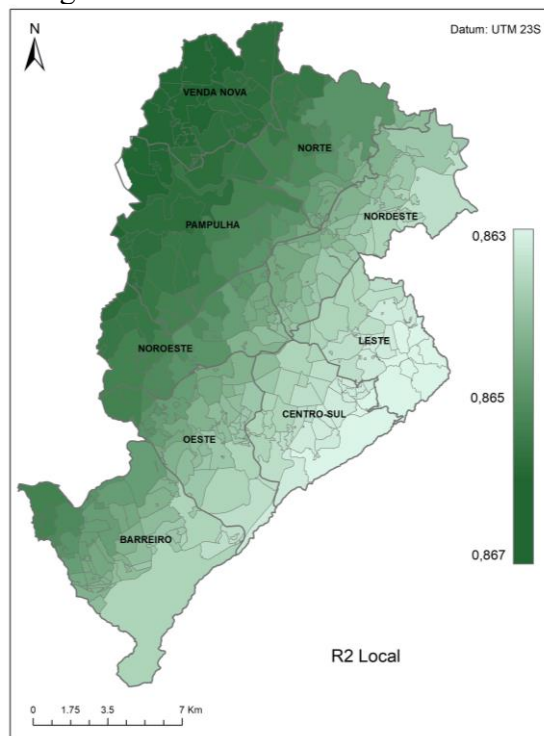 N
Datum: UTM 23S
VENDA NOVA
NORTE
NORDESTE
PAMPULHA
0,863
NOROESTE
LESTE
0,865
CENTRO-SUL
OESTE
BARREIRO
0,867
R2 Local
0 1.75 3.5 7 Km